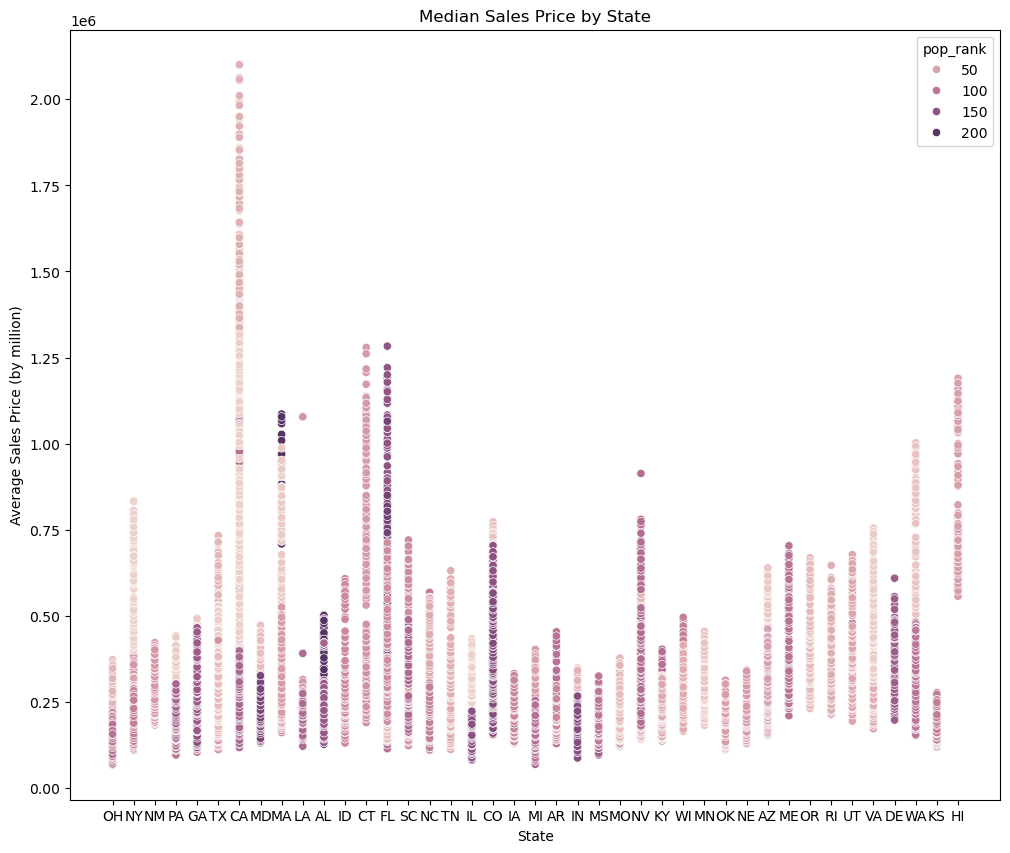 Median Sales Price by State
1e6
pop_rank
50
100
150
200
2.00
1.75
1.50
1.25
1.00
0.75
0.50
0.25
0.00
Average Sales Price (by million)
OH NY NM PA GA TX CA MD MA LA AL ID CT FL SC NC TN IL CO IA MI AR IN MS MO NV KY WI MN OK NE AZ ME OR RI UT VA DE WA KS HI
State